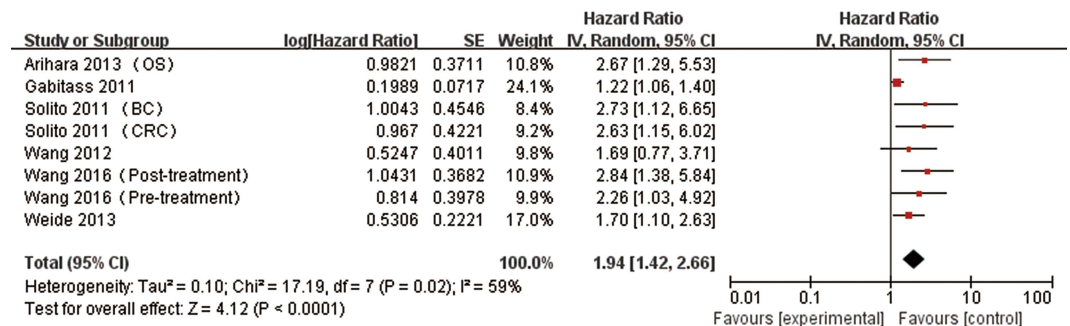 Hazard Ratio Hazard Ratio
Study or Subgroup log[Hazard Ratio] SE Weight IV, Random, 95% CI IV, Random, 95% CI
Arihara 2013 (OS) 0.9821 0.3711 10.8% 2.67 [1.29, 5.53]
Gabitass 2011 0.1989 0.0717 24.1% 1.22 [1.06, 1.40]
Solito 2011 (BC) 1.0043 0.4546 8.4% 2.73 [1.12, 6.65]
Solito 2011 (CRC) 0.967 0.4221 9.2% 2.63 [1.15, 6.02]
Wang 2012 0.5247 0.4011 9.8% 1.69 [0.77, 3.71]
Wang 2016 (Post-treatment) 1.0431 0.3682 10.9% 2.84 [1.38, 5.84]
Wang 2016 (Pre-treatment) 0.814 0.3978 9.9% 2.26 [1.03, 4.92]
Weide 2013 0.5306 0.2221 17.0% 1.70 [1.10, 2.63]
Total (95% CI) 100.0% 1.94 [1.42, 2.66]
Heterogeneity: Tau² = 0.10; Chi² = 17.19, df = 7 (P = 0.02); I² = 59%
Test for overall effect: Z = 4.12 (P < 0.0001)
0.01 0.1 1 10 100
Favours [experimental] Favours [control]